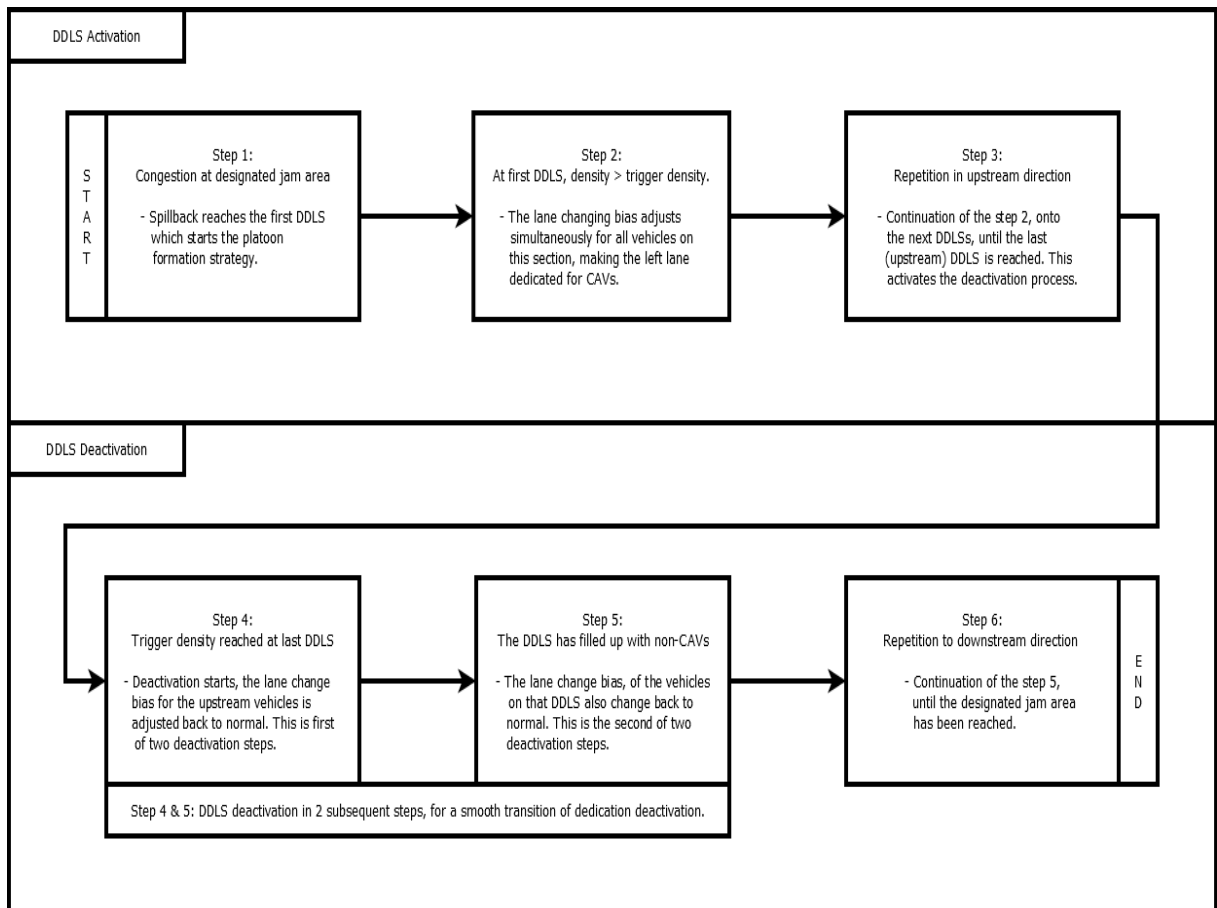 DDLS Activation
START
Step 1:
Congestion at designated jam area
- Spillback reaches the first DDLS
which starts the platoon
formation strategy.
Step 2:
At first DDLS, density > trigger density.
- The lane changing bias adjusts
simultaneously for all vehicles on
this section, making the left lane
dedicated for CAVs.
Step 3:
Repetition in upstream direction
- Continuation of the step 2, onto
the next DDLSs, until the last
(upstream) DDLS is reached. This
activates the deactivation process.
DDLS Deactivation
Step 4:
Trigger density reached at last DDLS
- Deactivation starts, the lane change
bias for the upstream vehicles is
adjusted back to normal. This is first
of two deactivation steps.
Step 5:
The DDLS has filled up with non-CAVs
- The lane change bias, of the vehicles
on that DDLS also change back to
normal. This is the second of two
deactivation steps.
Step 4 & 5: DDLS deactivation in 2 subsequent steps, for a smooth transition of dedication deactivation.
Step 6:
Repetition to downstream direction
- Continuation of the step 5,
until the designated jam area
has been reached.
END